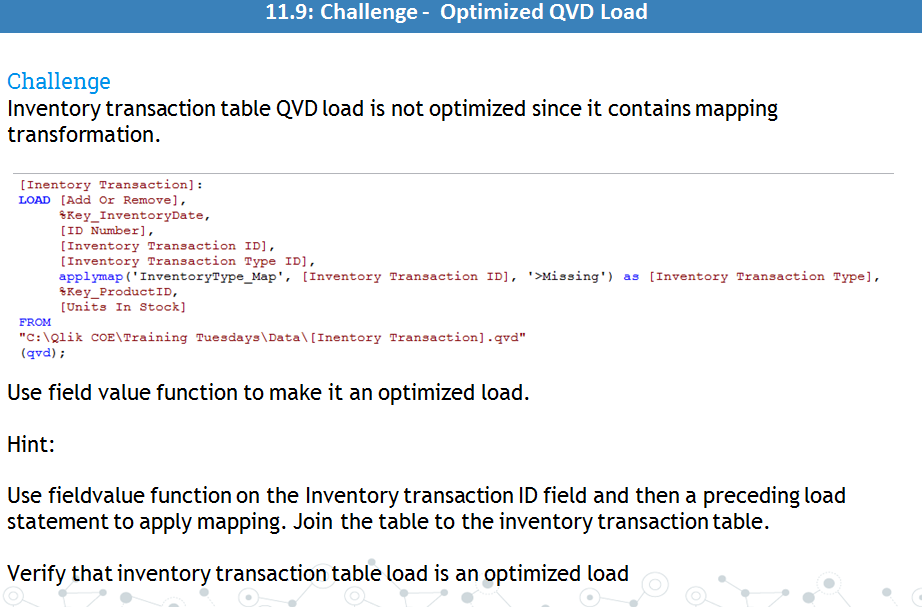 11.9: Challenge - Optimized QVD Load
Challenge
Inventory transaction table QVD load is not optimized since it contains mapping
transformation.
[Inentory Transaction]:
LOAD [Add Or Remove],
%Key_InventoryDate,
[ID Number],
[Inventory Transaction ID],
[Inventory Transaction Type ID],
applymap('InventoryType_Map', [Inventory Transaction ID], '>Missing') as [Inventory Transaction Type],
%Key_ProductID,
[Units In Stock]
FROM
"C:\Qlik COE\Training Tuesdays\Data\[Inentory Transaction].qvd"
(qvd);
Use field value function to make it an optimized load.
Hint:
Use fieldvalue function on the Inventory transaction ID field and then a preceding load
statement to apply mapping. Join the table to the inventory transaction table.
Verify that inventory transaction table load is an optimized load